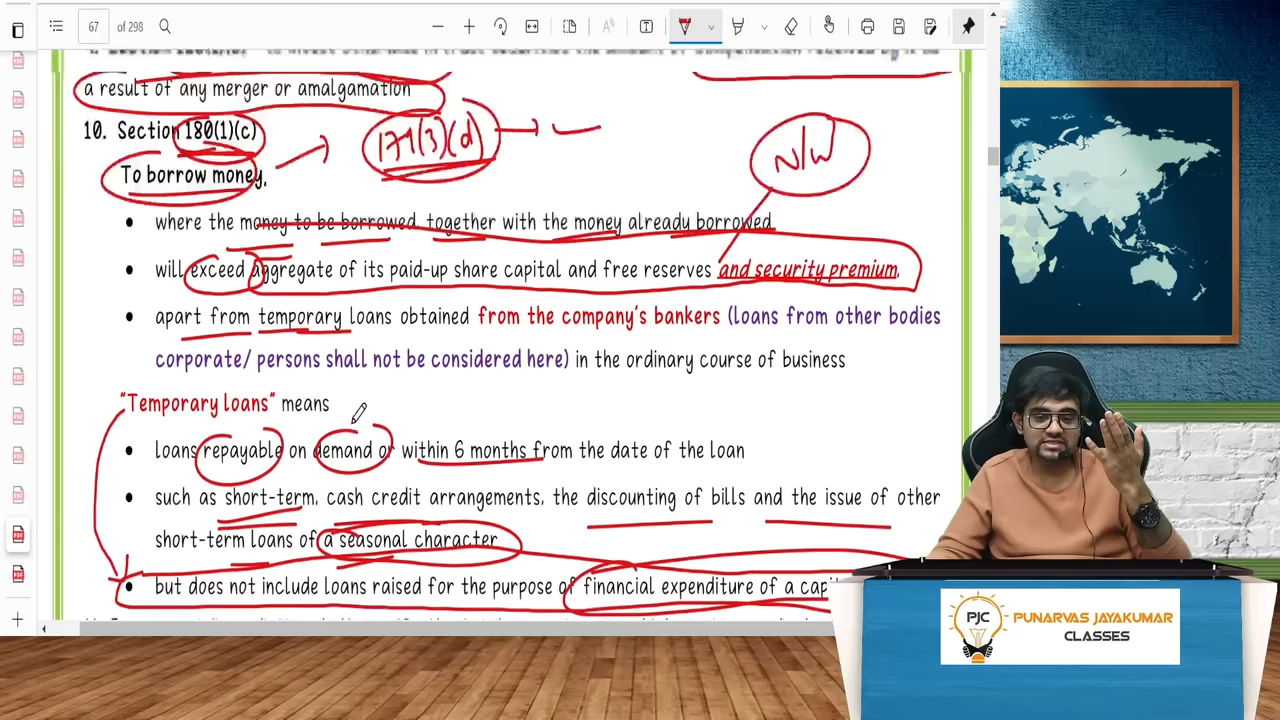 67 of 298
a result of any merger or amalgamation
10. Section 180(1)(c)
179(3)(d)
To borrow money,
N/W
where the money to be borrowed, together with the money already borrowed
will exceed aggregate of its paid-up share capital and free reserves and security premium.
apart from temporary loans obtained from the company's bankers (loans from other bodies
corporate/ persons shall not be considered here) in the ordinary course of business
"Temporary loans" means
loans repayable on demand or within 6 months from the date of the loan
such as short-term, cash credit arrangements, the discounting of bills and the issue of other
short-term loans of a seasonal character
but does not include Loans raised for the purpose of financial expenditure of a
PJC
PUNARVAS JAYAKUMAR
CLASSES